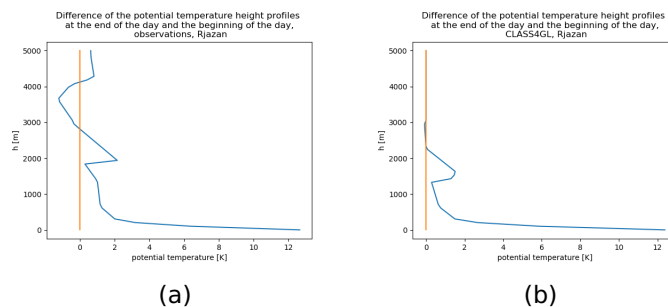 Difference of the potential temperature height profiles
at the end of the day and the beginning of the day,
observations, Rjazan
5000
4000
3000
2000
1000
0
h [m]
0 2 4 6 8 10 12
potential temperature [K]
(a)
Difference of the potential temperature height profiles
at the end of the day and the beginning of the day,
CLASS4GL, Rjazan
5000
4000
3000
2000
1000
0
h [m]
0 2 4 6 8 10 12
potential temperature [K]
(b)